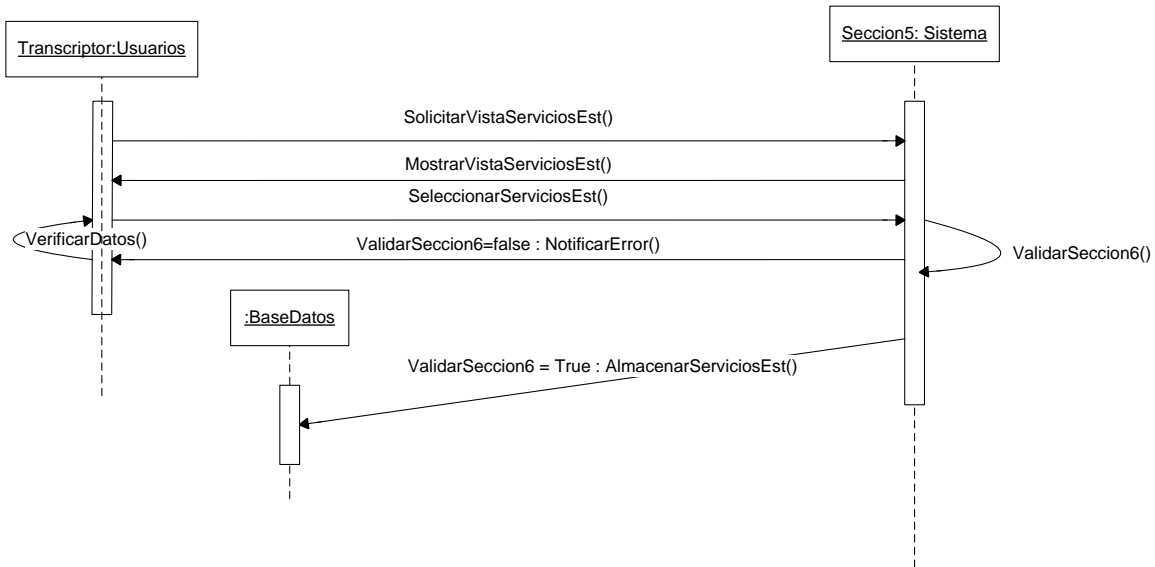 Transcriptor:Usuarios
Seccion5: Sistema
SolicitarVistaServiciosEst()
MostrarVistaServiciosEst()
SeleccionarServiciosEst()
VerificarDatos()
ValidarSeccion6=false : NotificarError()
ValidarSeccion6()
:BaseDatos
ValidarSeccion6 = True : AlmacenarServiciosEst()